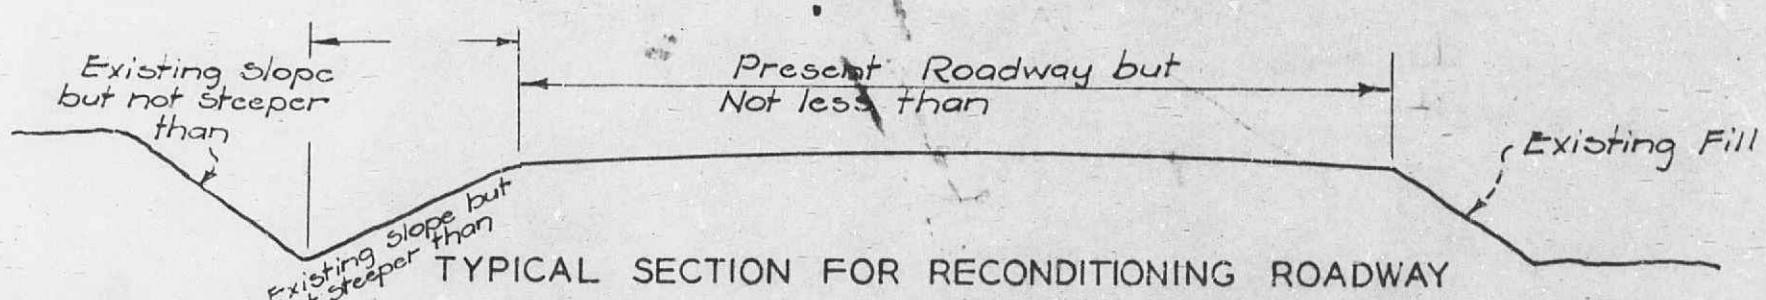 Existing slope
but not steeper
than
Present Roadway but
Not less than
Existing Fill
Existing slope but
steeper than
TYPICAL SECTION FOR RECONDITIONING ROADWAY